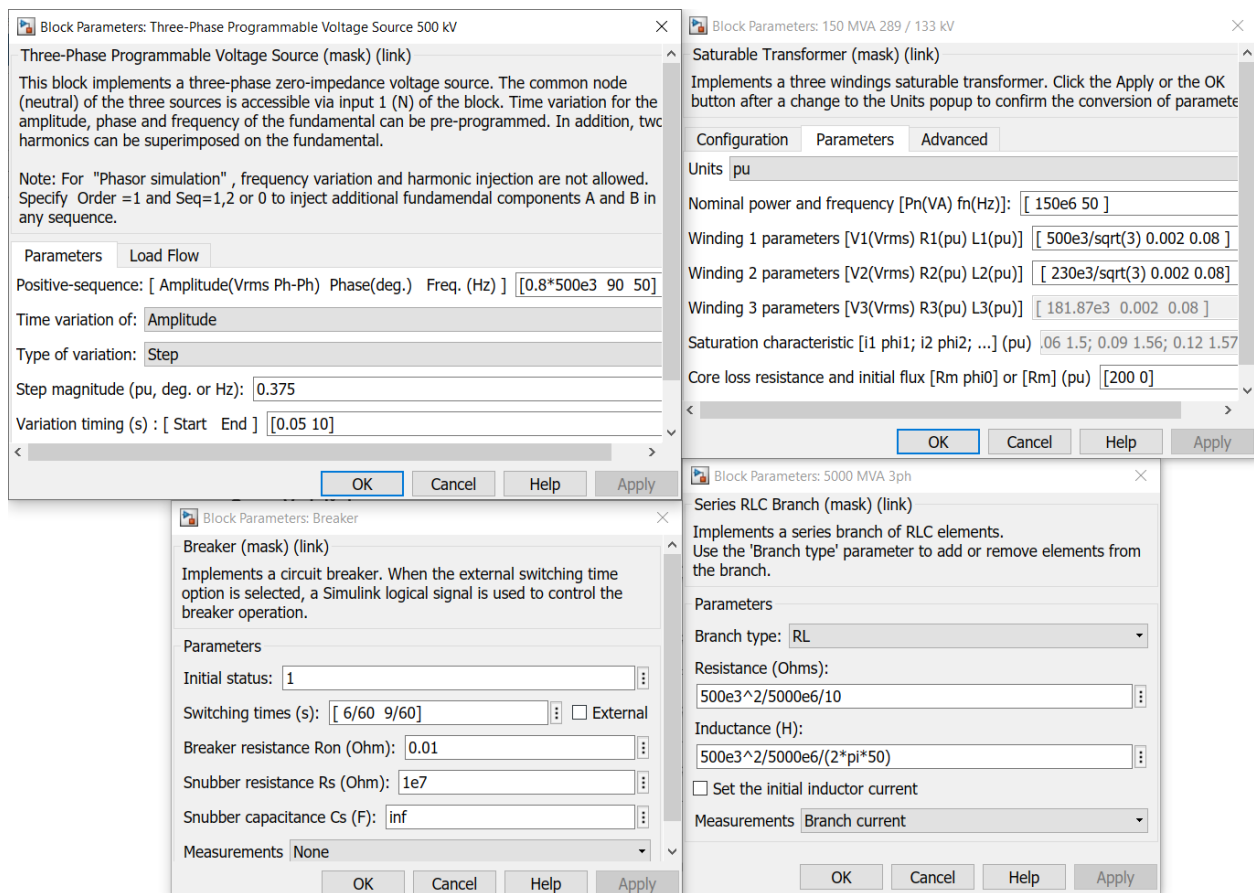 Block Parameters: Three-Phase Programmable Voltage Source 500 kV
Three-Phase Programmable Voltage Source (mask) (link)
This block implements a three-phase zero-impedance voltage source. The common node
(neutral) of the three sources is accessible via input 1 (N) of the block. Time variation for the
amplitude, phase and frequency of the fundamental can be pre-programmed. In addition, two
harmonics can be superimposed on the fundamental.
Note: For "Phasor simulation" , frequency variation and harmonic injection are not allowed.
Specify Order =1 and Seq=1,2 or 0 to inject additional fundamendal components A and B in
any sequence.
Parameters Load Flow
Positive-sequence: [ Amplitude(Vrms Ph-Ph) Phase(deg.) Freq. (Hz) ] [0.8*500e3 90 50]
Time variation of: Amplitude
Type of variation: Step
Step magnitude (pu, deg. or Hz): 0.375
Variation timing (s) : [ Start End ] [0.05 10]
OK Cancel Help Apply
Block Parameters: 150 MVA 289 / 133 kV
Saturable Transformer (mask) (link)
Implements a three windings saturable transformer. Click the Apply or the OK
button after a change to the Units popup to confirm the conversion of paramete
Configuration Parameters Advanced
Units pu
Nominal power and frequency [Pn(VA) fn(Hz)]: [ 150e6 50 ]
Winding 1 parameters [V1(Vrms) R1(pu) L1(pu)] [ 500e3/sqrt(3) 0.002 0.08 ]
Winding 2 parameters [V2(Vrms) R2(pu) L2(pu)] [ 230e3/sqrt(3) 0.002 0.08]
Winding 3 parameters [V3(Vrms) R3(pu) L3(pu)] [ 181.87e3 0.002 0.08 ]
Saturation characteristic [i1 phi1; i2 phi2; ...] (pu) .06 1.5; 0.09 1.56; 0.12 1.57
Core loss resistance and initial flux [Rm phi0] or [Rm] (pu) [200 0]
OK Cancel Help Apply
Block Parameters: Breaker
Breaker (mask) (link)
Implements a circuit breaker. When the external switching time
option is selected, a Simulink logical signal is used to control the
breaker operation.
Parameters
Initial status: 1
Switching times (s): [ 6/60 9/60] External
Breaker resistance Ron (Ohm): 0.01
Snubber resistance Rs (Ohm): 1e7
Snubber capacitance Cs (F): inf
Measurements None
OK Cancel Help Apply
Block Parameters: 5000 MVA 3ph
Series RLC Branch (mask) (link)
Implements a series branch of RLC elements.
Use the 'Branch type' parameter to add or remove elements from
the branch.
Parameters
Branch type: RL
Resistance (Ohms):
500e3^2/5000e6/10
Inductance (H):
500e3^2/5000e6/(2*pi*50)
Set the initial inductor current
Measurements Branch current
OK Cancel Help Apply